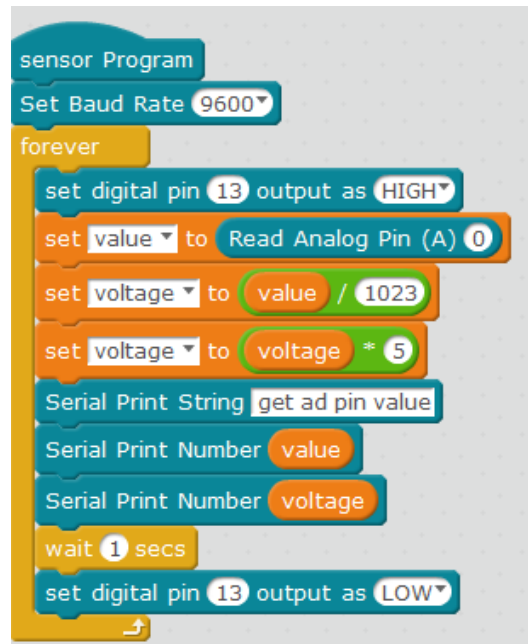 sensor Program
Set Baud Rate 9600
forever
set digital pin 13 output as HIGH
set value to Read Analog Pin (A) 0
set voltage to value / 1023
set voltage to voltage * 5
Serial Print String get ad pin value
Serial Print Number value
Serial Print Number voltage
wait 1 secs
set digital pin 13 output as LOW